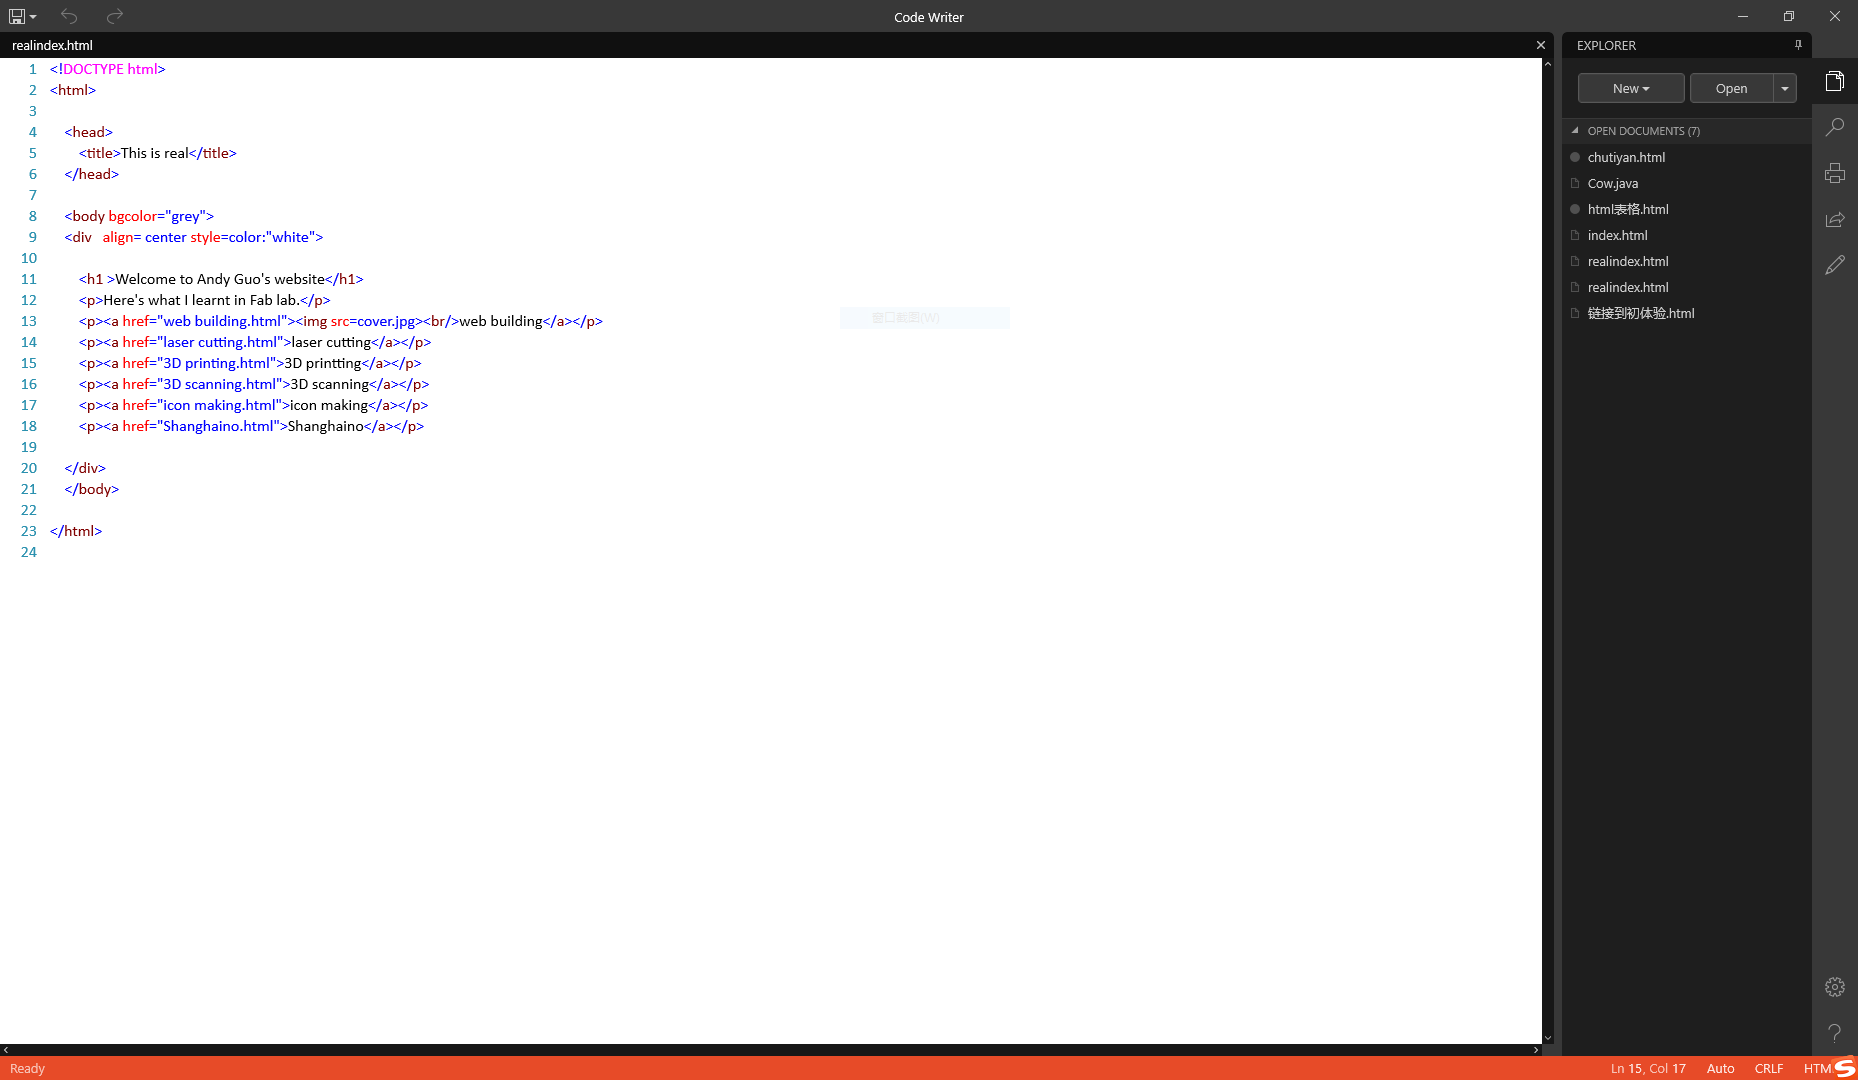 Code Writer
realindex.html
1 <!DOCTYPE html>
2 <html>
3
4 <head>
5 <title>This is real</title>
6 </head>
7
8 <body bgcolor="grey">
9 <div   align= center style=color:"white">
10
11 <h1 >Welcome to Andy Guo's website</h1>
12 <p>Here's what I learnt in Fab lab.</p>
13 <p><a href="web building.html"><img src=cover.jpg><br/>web building</a></p>
14 <p><a href="laser cutting.html">laser cutting</a></p>
15 <p><a href="3D printing.html">3D printting</a></p>
16 <p><a href="3D scanning.html">3D scanning</a></p>
17 <p><a href="icon making.html">icon making</a></p>
18 <p><a href="Shanghaino.html">Shanghaino</a></p>
19
20 </div>
21 </body>
22
23 </html>
24
窗口截图(W)
EXPLORER
New
Open
OPEN DOCUMENTS (7)
chutiyan.html
Cow.java
html表格.html
index.html
realindex.html
realindex.html
链接到初体验.html
Ready
Ln 15, Col 17
Auto
CRLF
HTM